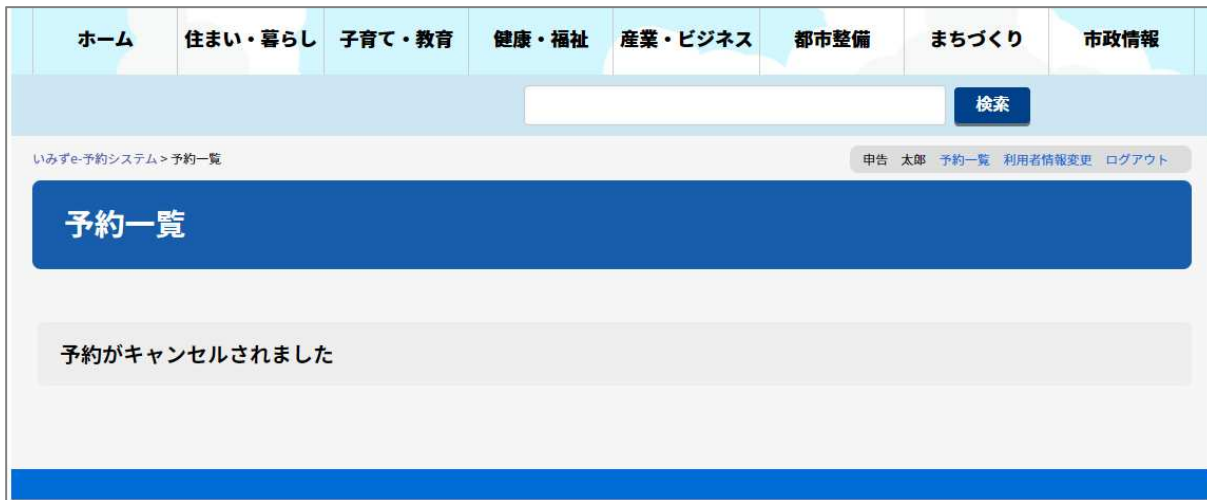 ホーム 住まい・暮らし 子育て・教育 健康・福祉 産業・ビジネス 都市整備 まちづくり 市政情報
検索
いみずe-予約システム > 予約一覧 申告 太郎 予約一覧 利用者情報変更 ログアウト
予約一覧
予約がキャンセルされました